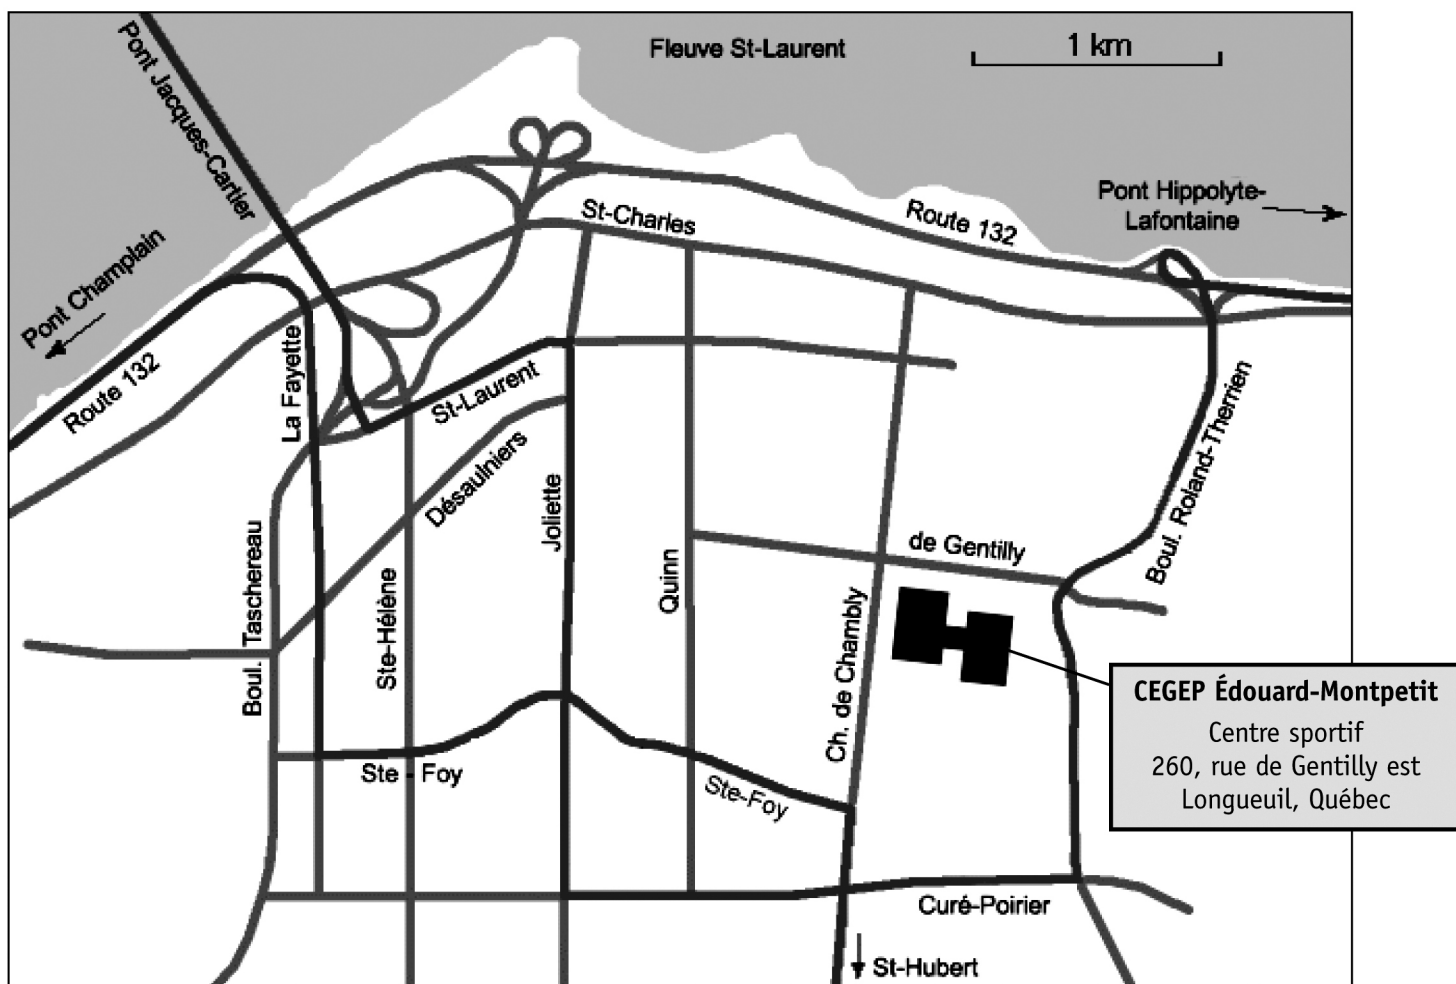 Fleuve St-Laurent
1 km
Pont Jacques-Cartier
Pont Hippolyte-
Lafontaine
St-Charles
Route 132
Pont Champlain
Route 132
La Fayette
St-Laurent
Désaulniers
Joliette
Boul. Roland-Therrien
de Gentilly
Boul. Taschereau
Ste-Hélène
Quinn
Ch. de Chambly
CEGEP Édouard-Montpetit
Centre sportif
260, rue de Gentilly est
Longueuil, Québec
Ste - Foy
Ste-Foy
Curé-Poirier
St-Hubert